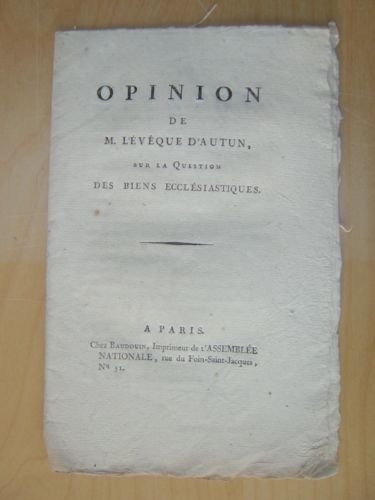 OPINION
DE
M. L'ÉVÊQUE D'AUTUN,
SUR LA QUESTION
DES BIENS ECCLÉSIASTIQUES.
A PARIS.
Chez BAUDOUIN, Imprimeur de L'ASSEMBLÉE
NATIONALE, rue du Foin-Saint-Jacques,
N° 31.